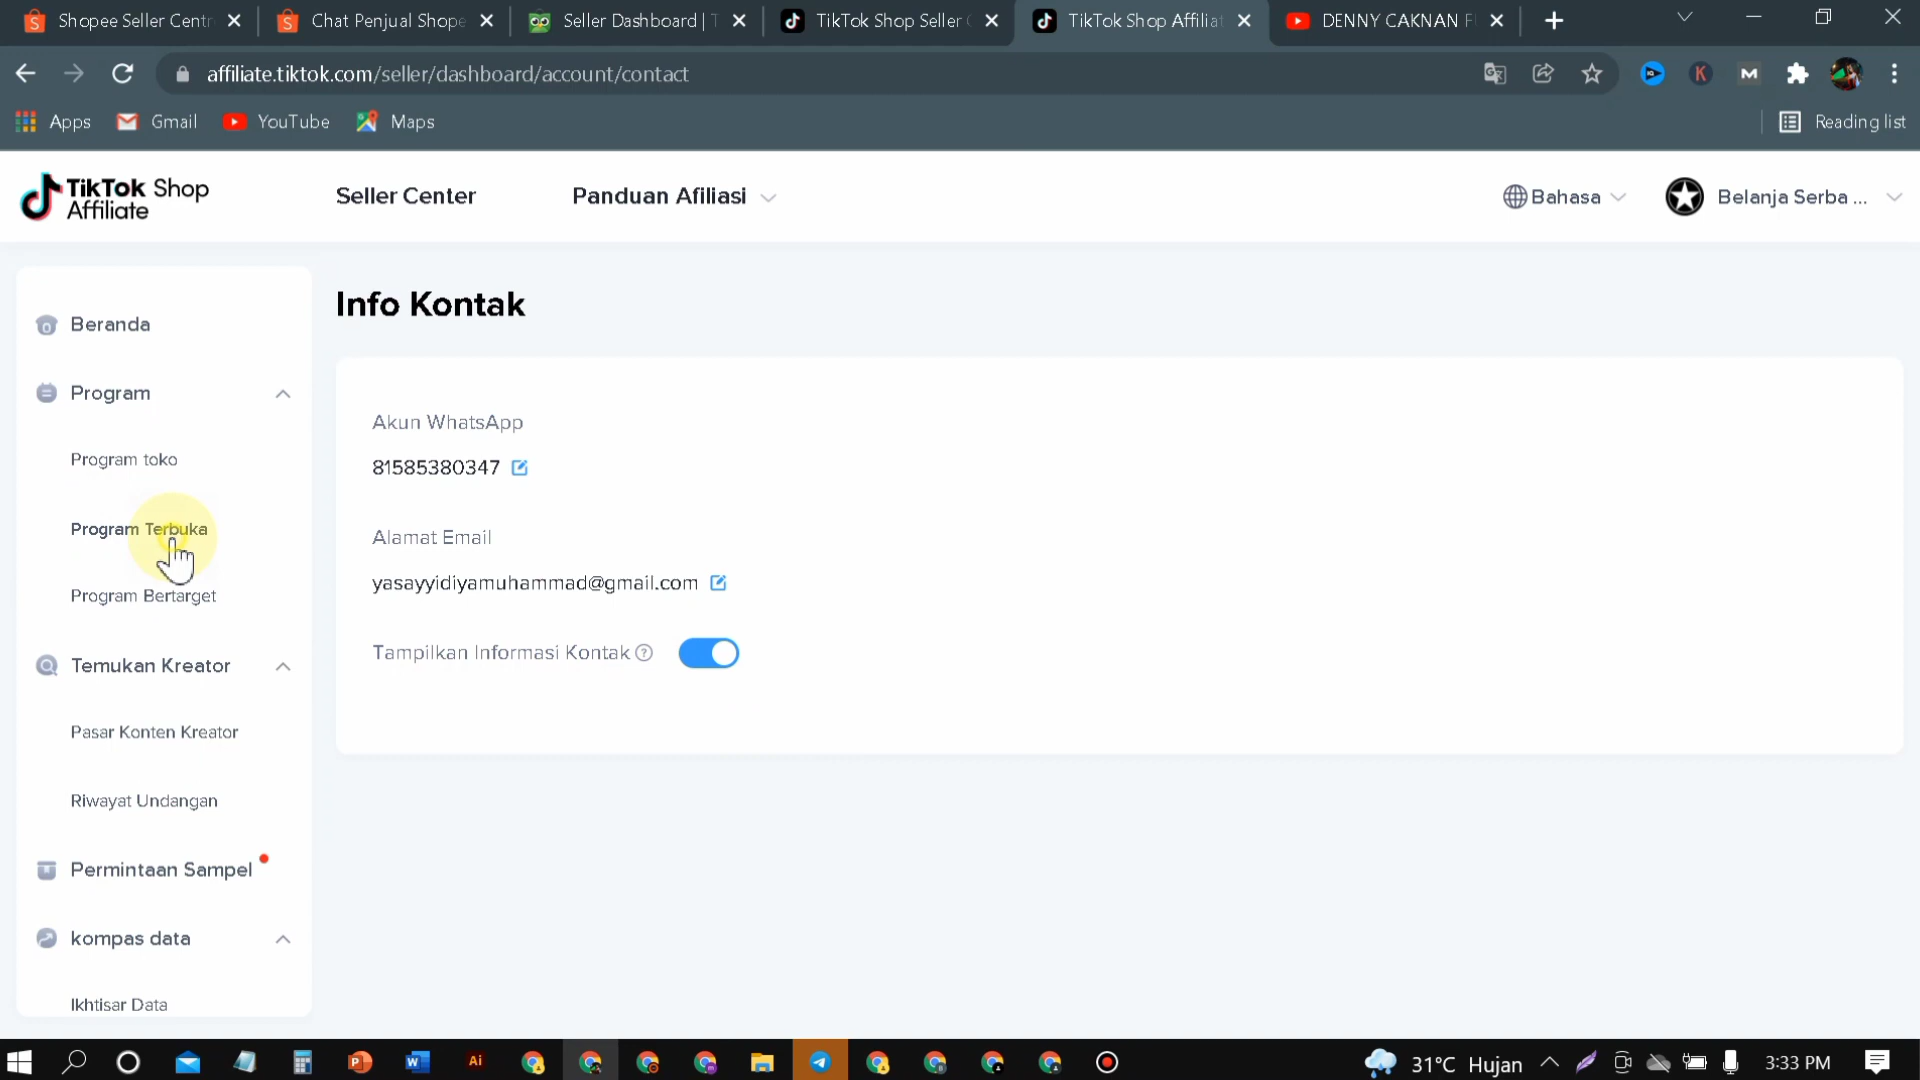 Shopee Seller Centr
Chat Penjual Shope
Seller Dashboard | T
TikTok Shop Seller C
TikTok Shop Affiliat
DENNY CAKNAN F
affiliate.tiktok.com/seller/dashboard/account/contact
Apps
Gmail
YouTube
Maps
Reading list
TikTok Shop
Affiliate
Seller Center
Panduan Afiliasi
Bahasa
Belanja Serba ...
Info Kontak
Beranda
Program
Program toko
Program Terbuka
Program Bertarget
Temukan Kreator
Pasar Konten Kreator
Riwayat Undangan
Permintaan Sampel
kompas data
Ikhtisar Data
Akun WhatsApp
81585380347
Alamat Email
yasayyidiyamuhammad@gmail.com
Tampilkan Informasi Kontak
31°C Hujan
3:33 PM